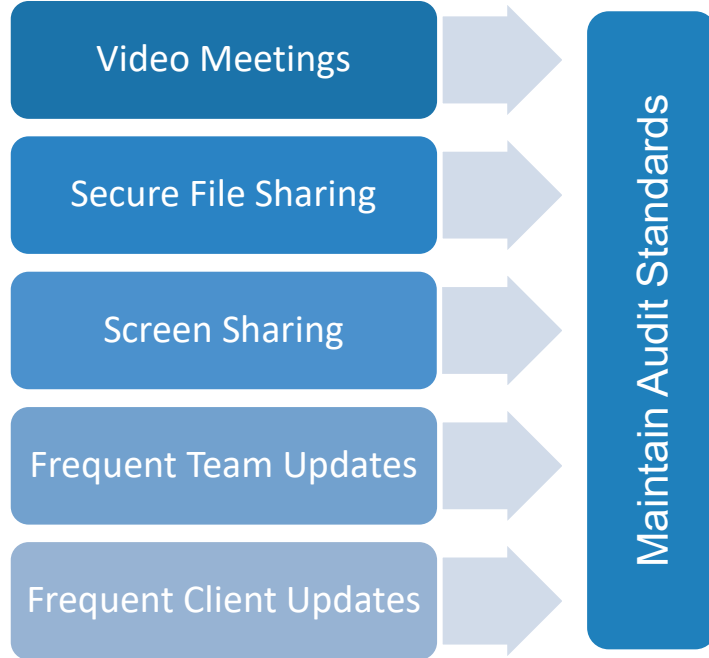 Video Meetings
Secure File Sharing
Screen Sharing
Frequent Team Updates
Frequent Client Updates
Maintain Audit Standards